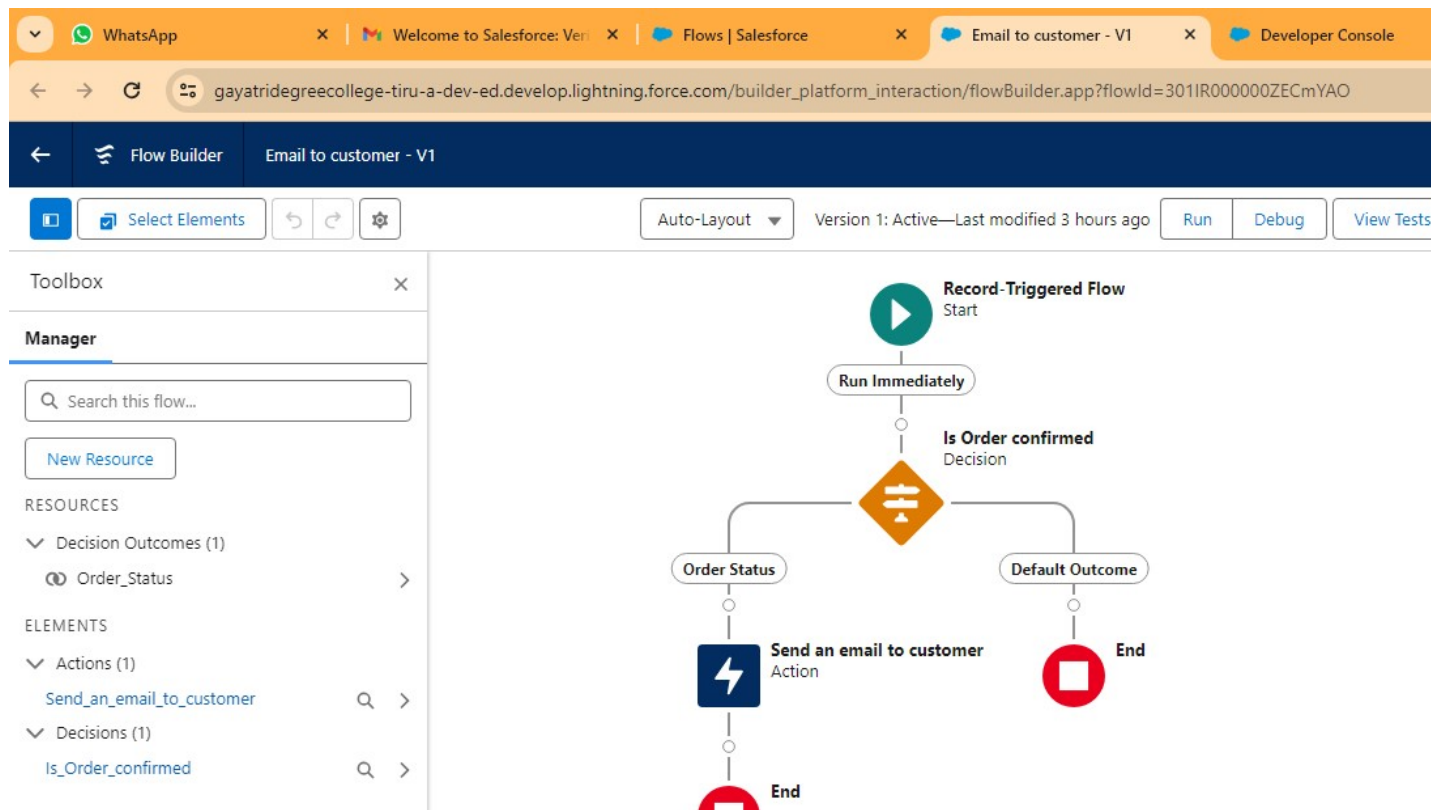 WhatsApp
Welcome to Salesforce: Veri
Flows | Salesforce
Email to customer - V1
Developer Console
gayatridegreecollege-tiru-a-dev-ed.develop.lightning.force.com/builder_platform_interaction/flowBuilder.app?flowId=301IR000000ZECmYAO
Flow Builder
Email to customer - V1
Select Elements
Auto-Layout
Version 1: Active—Last modified 3 hours ago
Run
Debug
View Tests
Toolbox
Manager
Search this flow...
New Resource
RESOURCES
Decision Outcomes (1)
Order_Status
ELEMENTS
Actions (1)
Send_an_email_to_customer
Decisions (1)
Is_Order_confirmed
Record-Triggered Flow
Start
Run Immediately
Is Order confirmed
Decision
Order Status
Default Outcome
Send an email to customer
Action
End
End